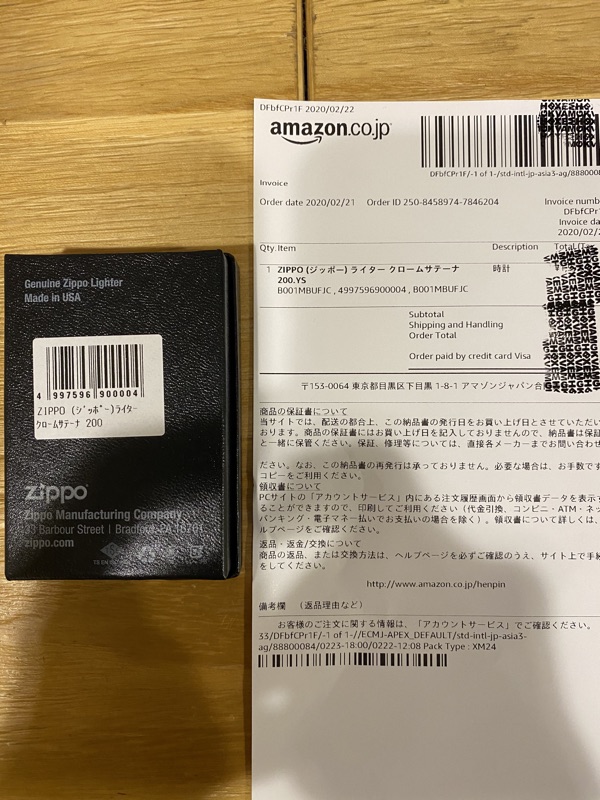 Genuine Zippo Lighter
Made in USA
4 997596 900004
ZIPPO (ｼﾞｯﾎﾟｰ)ライター
クロームサテーナ 200
zippo
Zippo Manufacturing Company
33 Barbour Street | Bradford, PA 16701
zippo.com
DFbfCPr1F 2020/02/22
amazon.co.jp
DFbfCPr1F/-1 of 1-/std-intl-jp-asia3-ag/8880008
Invoice
Order date 2020/02/21 Order ID 250-8458974-7846204 Invoice numb
DFbfCPr
Invoice da
2020/02/2
Qty. Item Description Total
1 ZIPPO (ジッポー) ライター クロームサテーナ 時計
200.YS
B001MBUFJC , 4997596900004 , B001MBUFJC
Subtotal
Shipping and Handling
Order Total
Order paid by credit card Visa
〒153-0064 東京都目黒区下目黒 1-8-1 アマゾンジャパン合
商品の保証書について
当サイトでは、配送の都合上、この納品書の発行日をお買い上げ日とさせていただい
おります。商品の保証書にはお買い上げ日を記入しておりませんので、納品書は保証
と一緒に保管ください。保証、修理等については、直接各メーカーまでお問い合わせ
ださい。なお、この納品書の再発行は承っておりません。必要な場合は、お手数です
コピーをご利用ください。
領収書について
PCサイトの「アカウントサービス」内にある注文履歴画面から領収書データを表示す
ることができますので、印刷してご利用ください（代金引換、コンビニ・ATM・ネッ
バンキング・電子マネー払いでお支払いの場合を除く）。領収書について詳しくは、
ルプページをご確認ください。
返品・返金/交換について
商品の返品、または交換方法は、ヘルプページを必ずご確認のうえ、サイト上で手続
をしてください。
http://www.amazon.co.jp/henpin
備考欄 （返品理由など）
お客様のご注文に関する情報は、「アカウントサービス」でご確認ください。
33/DFbfCPr1F/-1 of 1-//ECMJ-APEX_DEFAULT/std-intl-jp-asia3-
ag/88800084/0223-18:00/0222-12:08 Pack Type : XM24